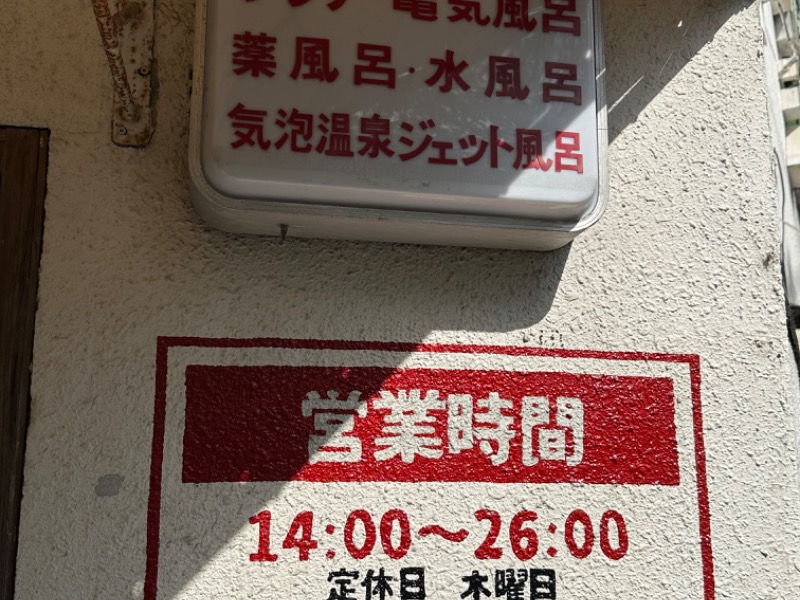 電気風呂
薬風呂・水風呂
気泡温泉ジェット風呂
営業時間
14:00～26:00
定休日 木曜日